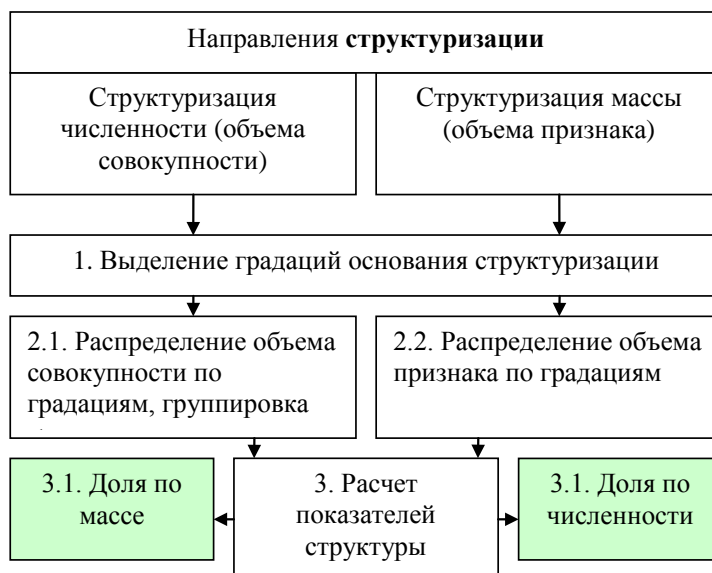 Направления структуризации
Структуризация
численности (объема
совокупности)
Структуризация массы
(объема признака)
1. Выделение градаций основания структуризации
2.1. Распределение объема
совокупности по
градациям, группировка
2.2. Распределение объема
признака по градациям
3.1. Доля по
массе
3. Расчет
показателей
структуры
3.1. Доля по
численности